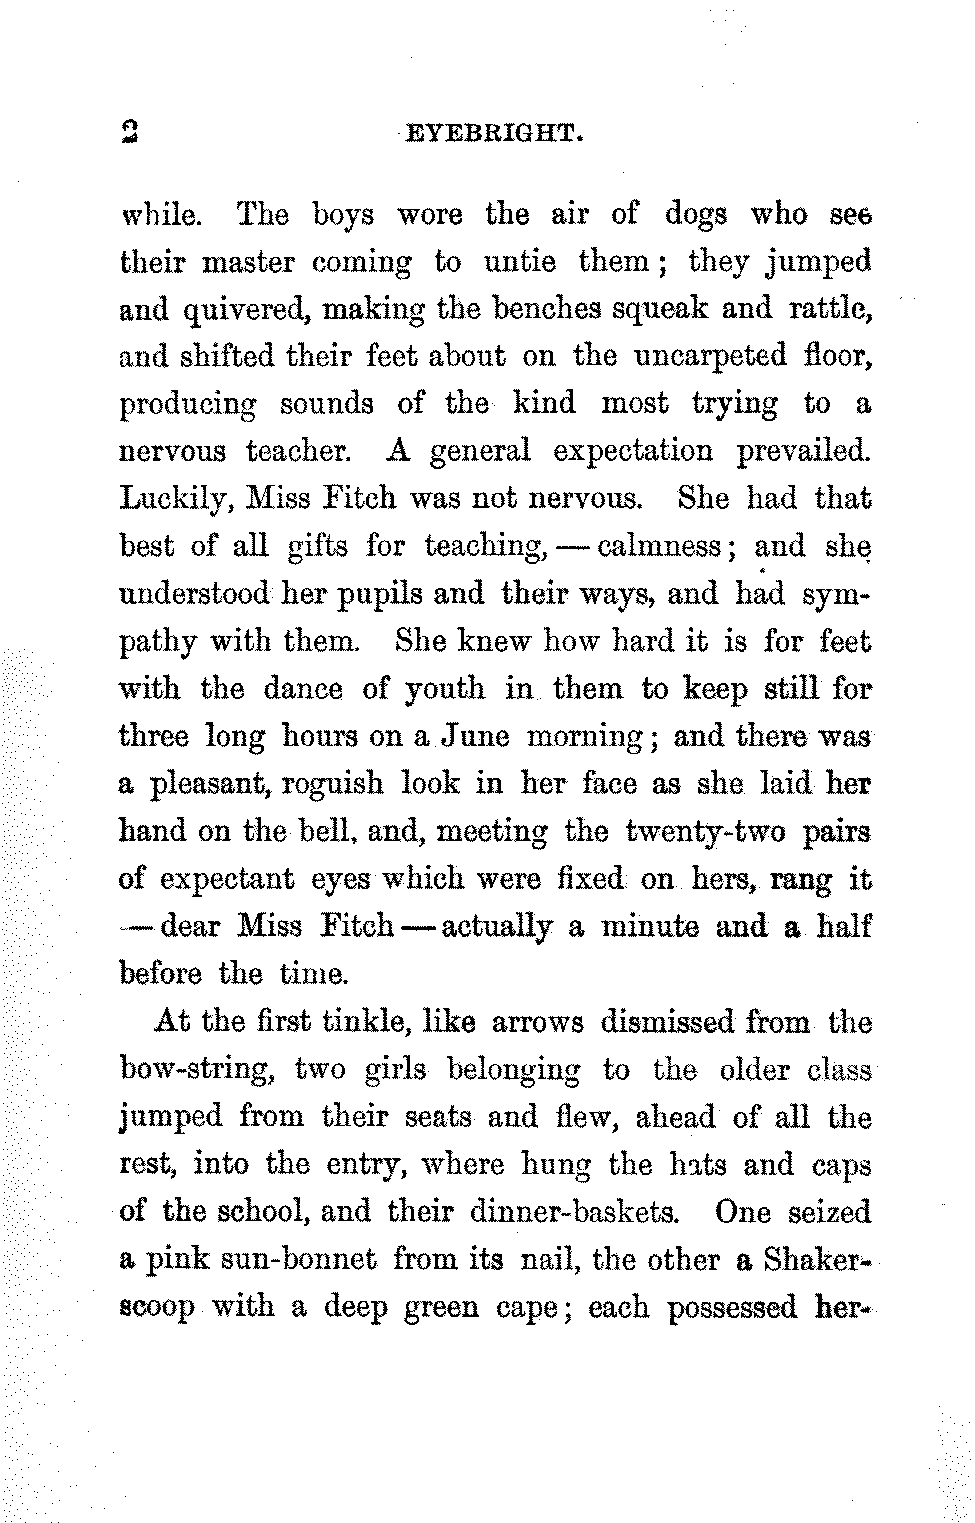 2 EYEBRIGHT.
while. The boys wore the air of dogs who see
their master coming to untie them; they jumped
and quivered, making the benches squeak and rattle,
and shifted their feet about on the uncarpeted floor,
producing sounds of the kind most trying to a
nervous teacher. A general expectation prevailed.
Luckily, Miss Fitch was not nervous. She had that
best of all gifts for teaching, — calmness; and she
understood her pupils and their ways, and had sym-
pathy with them. She knew how hard it is for feet
with the dance of youth in them to keep still for
three long hours on a June morning; and there was
a pleasant, roguish look in her face as she laid her
hand on the bell, and, meeting the twenty-two pairs
of expectant eyes which were fixed on hers, rang it
— dear Miss Fitch — actually a minute and a half
before the time.
At the first tinkle, like arrows dismissed from the
bow-string, two girls belonging to the older class
jumped from their seats and flew, ahead of all the
rest, into the entry, where hung the hats and caps
of the school, and their dinner-baskets. One seized
a pink sun-bonnet from its nail, the other a Shaker-
scoop with a deep green cape; each possessed her-